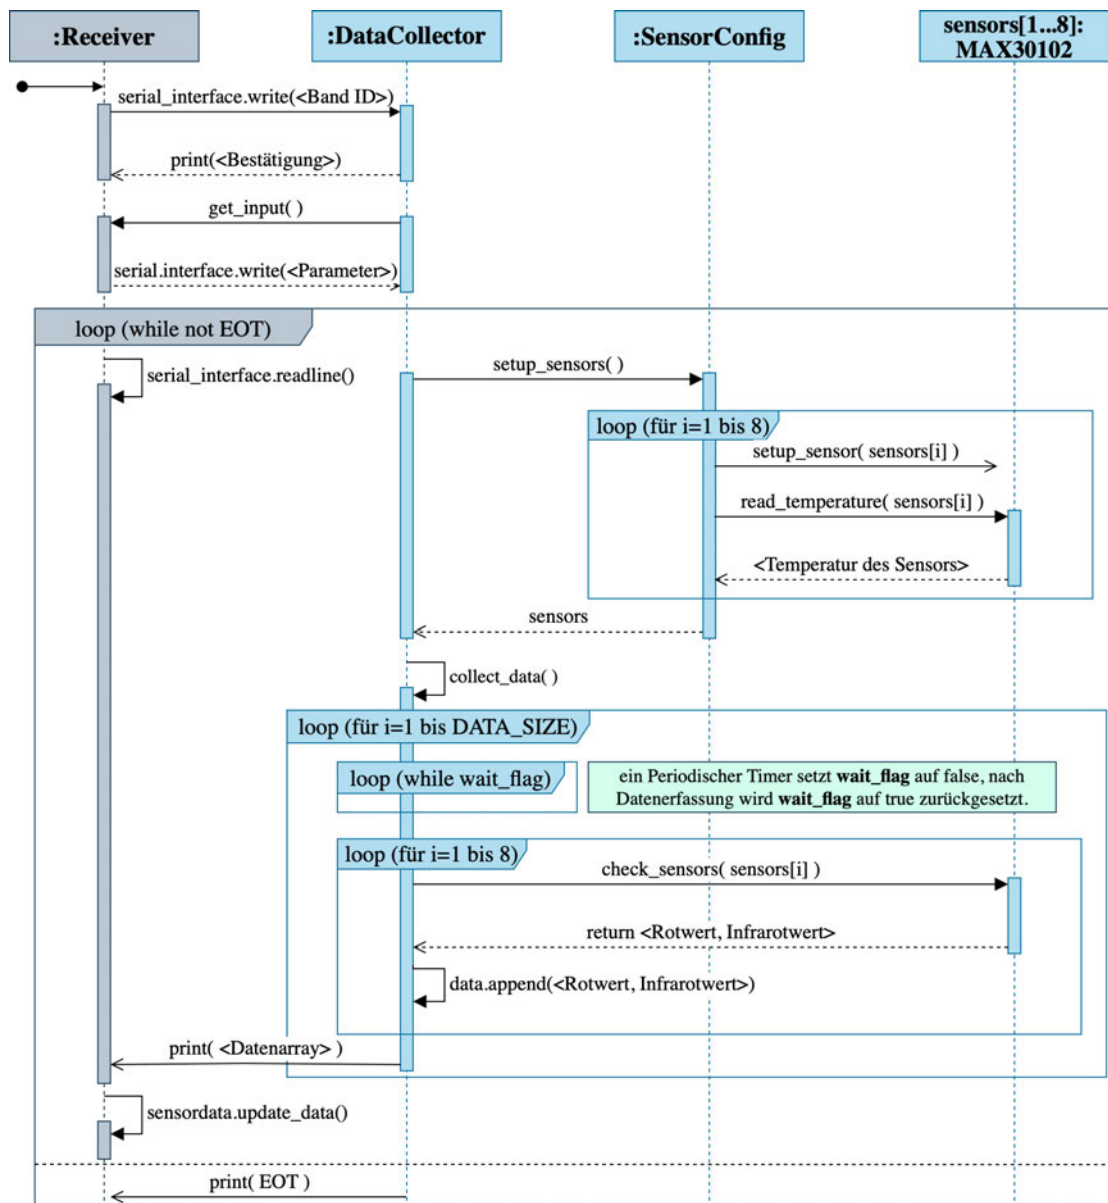 :Receiver
:DataCollector
:SensorConfig
sensors[1...8]:
MAX30102
serial_interface.write(<Band ID>)
print(<Bestätigung>)
get_input( )
serial.interface.write(<Parameter>)
loop (while not EOT)
serial_interface.readline()
setup_sensors( )
loop (für i=1 bis 8)
setup_sensor( sensors[i] )
read_temperature( sensors[i] )
<Temperatur des Sensors>
sensors
collect_data( )
loop (für i=1 bis DATA_SIZE)
loop (while wait_flag)
ein Periodischer Timer setzt wait_flag auf false, nach
Datenerfassung wird wait_flag auf true zurückgesetzt.
loop (für i=1 bis 8)
check_sensors( sensors[i] )
return <Rotwert, Infrarotwert>
data.append(<Rotwert, Infrarotwert>)
print( <Datenarray> )
sensordata.update_data()
print( EOT )